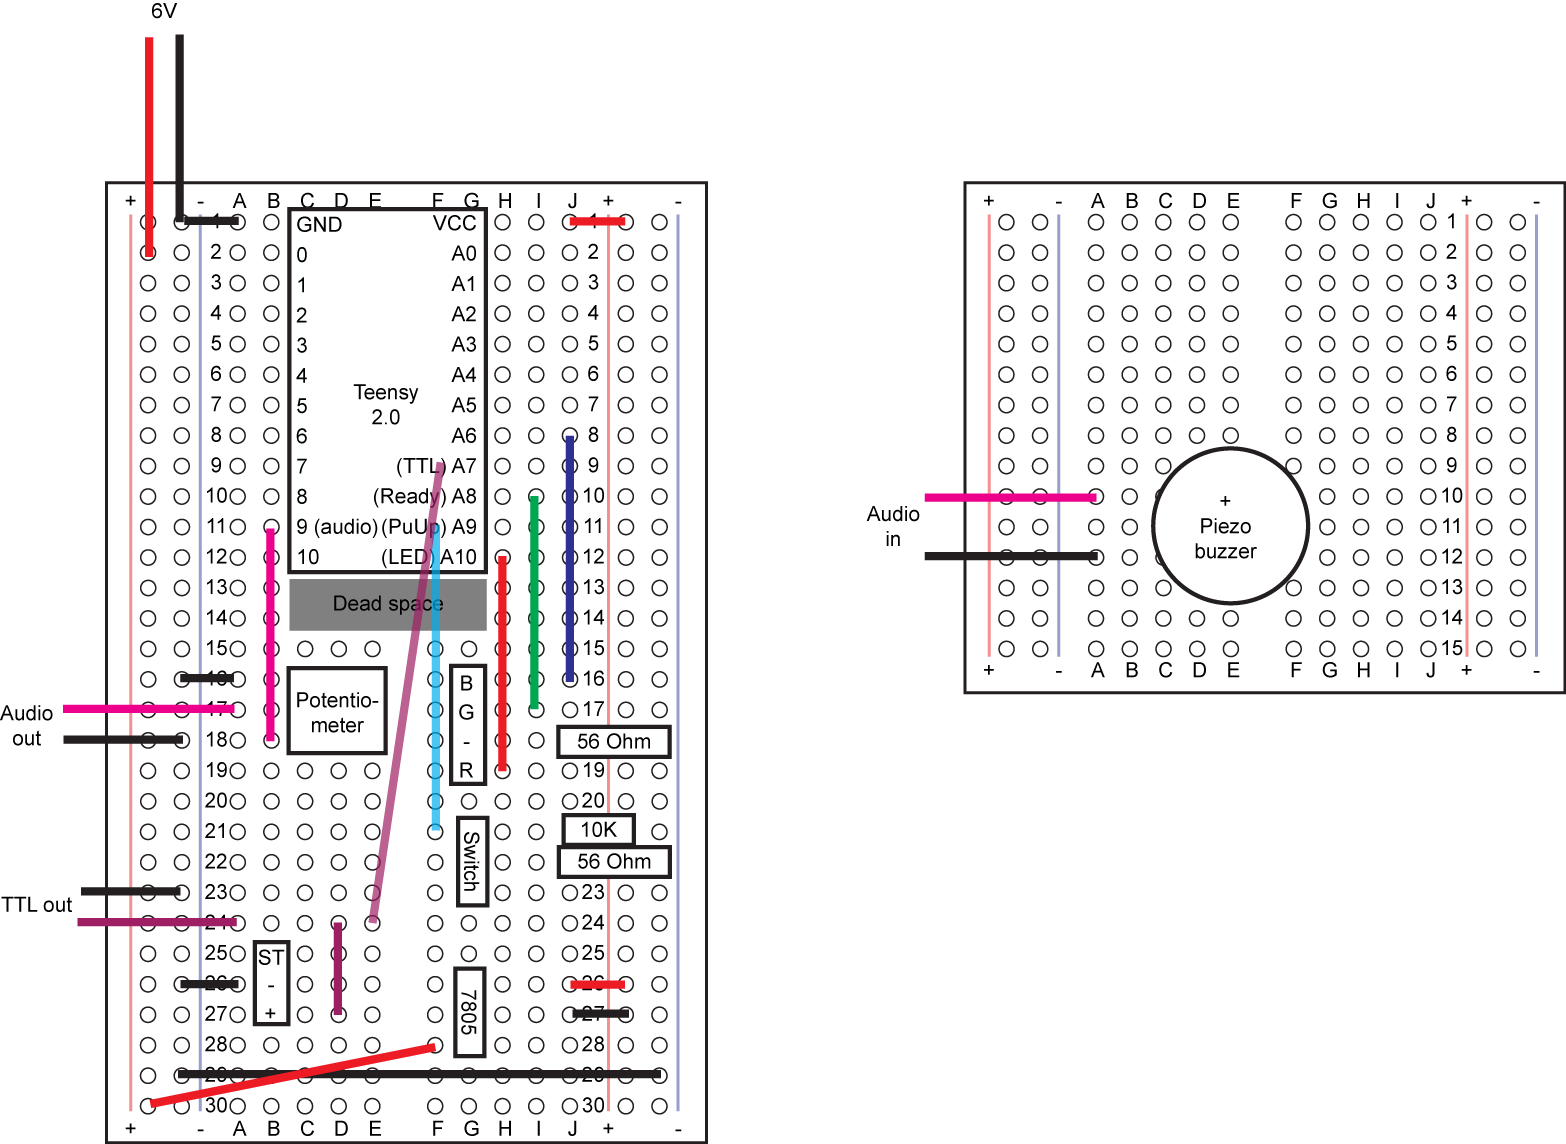 6V
+ - A B C D E F G H I J + -
+ - A B C D E F G H I J + -
1 GND VCC 1
1
2 0 A0 2
2
3 1 A1 3
3
4 2 A2 4
4
5 3 A3 5
5
6 4 A4 6
6
Teensy
7 5 A5 7
7
2.0
8 6 A6 8
8
9 7 (TTL) A7 9
9
10 8 (Ready) A8 10
+ 10
11 9 (audio) (PuUp) A9 11
Audio
in
Piezo
buzzer
11
12 10 (LED) A10 12
12
13 13
13
Dead space
14 14
14
15 15
15
+ - A B C D E F G H I J + -
16 B 16
Potentio-
meter
Audio
out
17 G 17
18 - 56 Ohm
19 R 19
20 20
21 10K
Switch
22 56 Ohm
23 23
TTL out
24 24
25 ST 25
26 - 26
27 + 27
7805
28 28
29 29
30 30
+ - A B C D E F G H I J + -